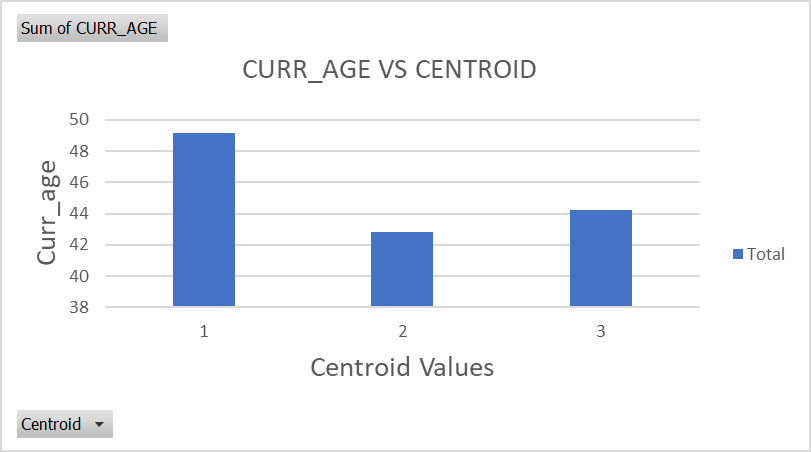 Sum of CURR_AGE
CURR_AGE VS CENTROID
50
48
46
44
42
40
38
Curr_age
1 2 3
Centroid Values
Total
Centroid